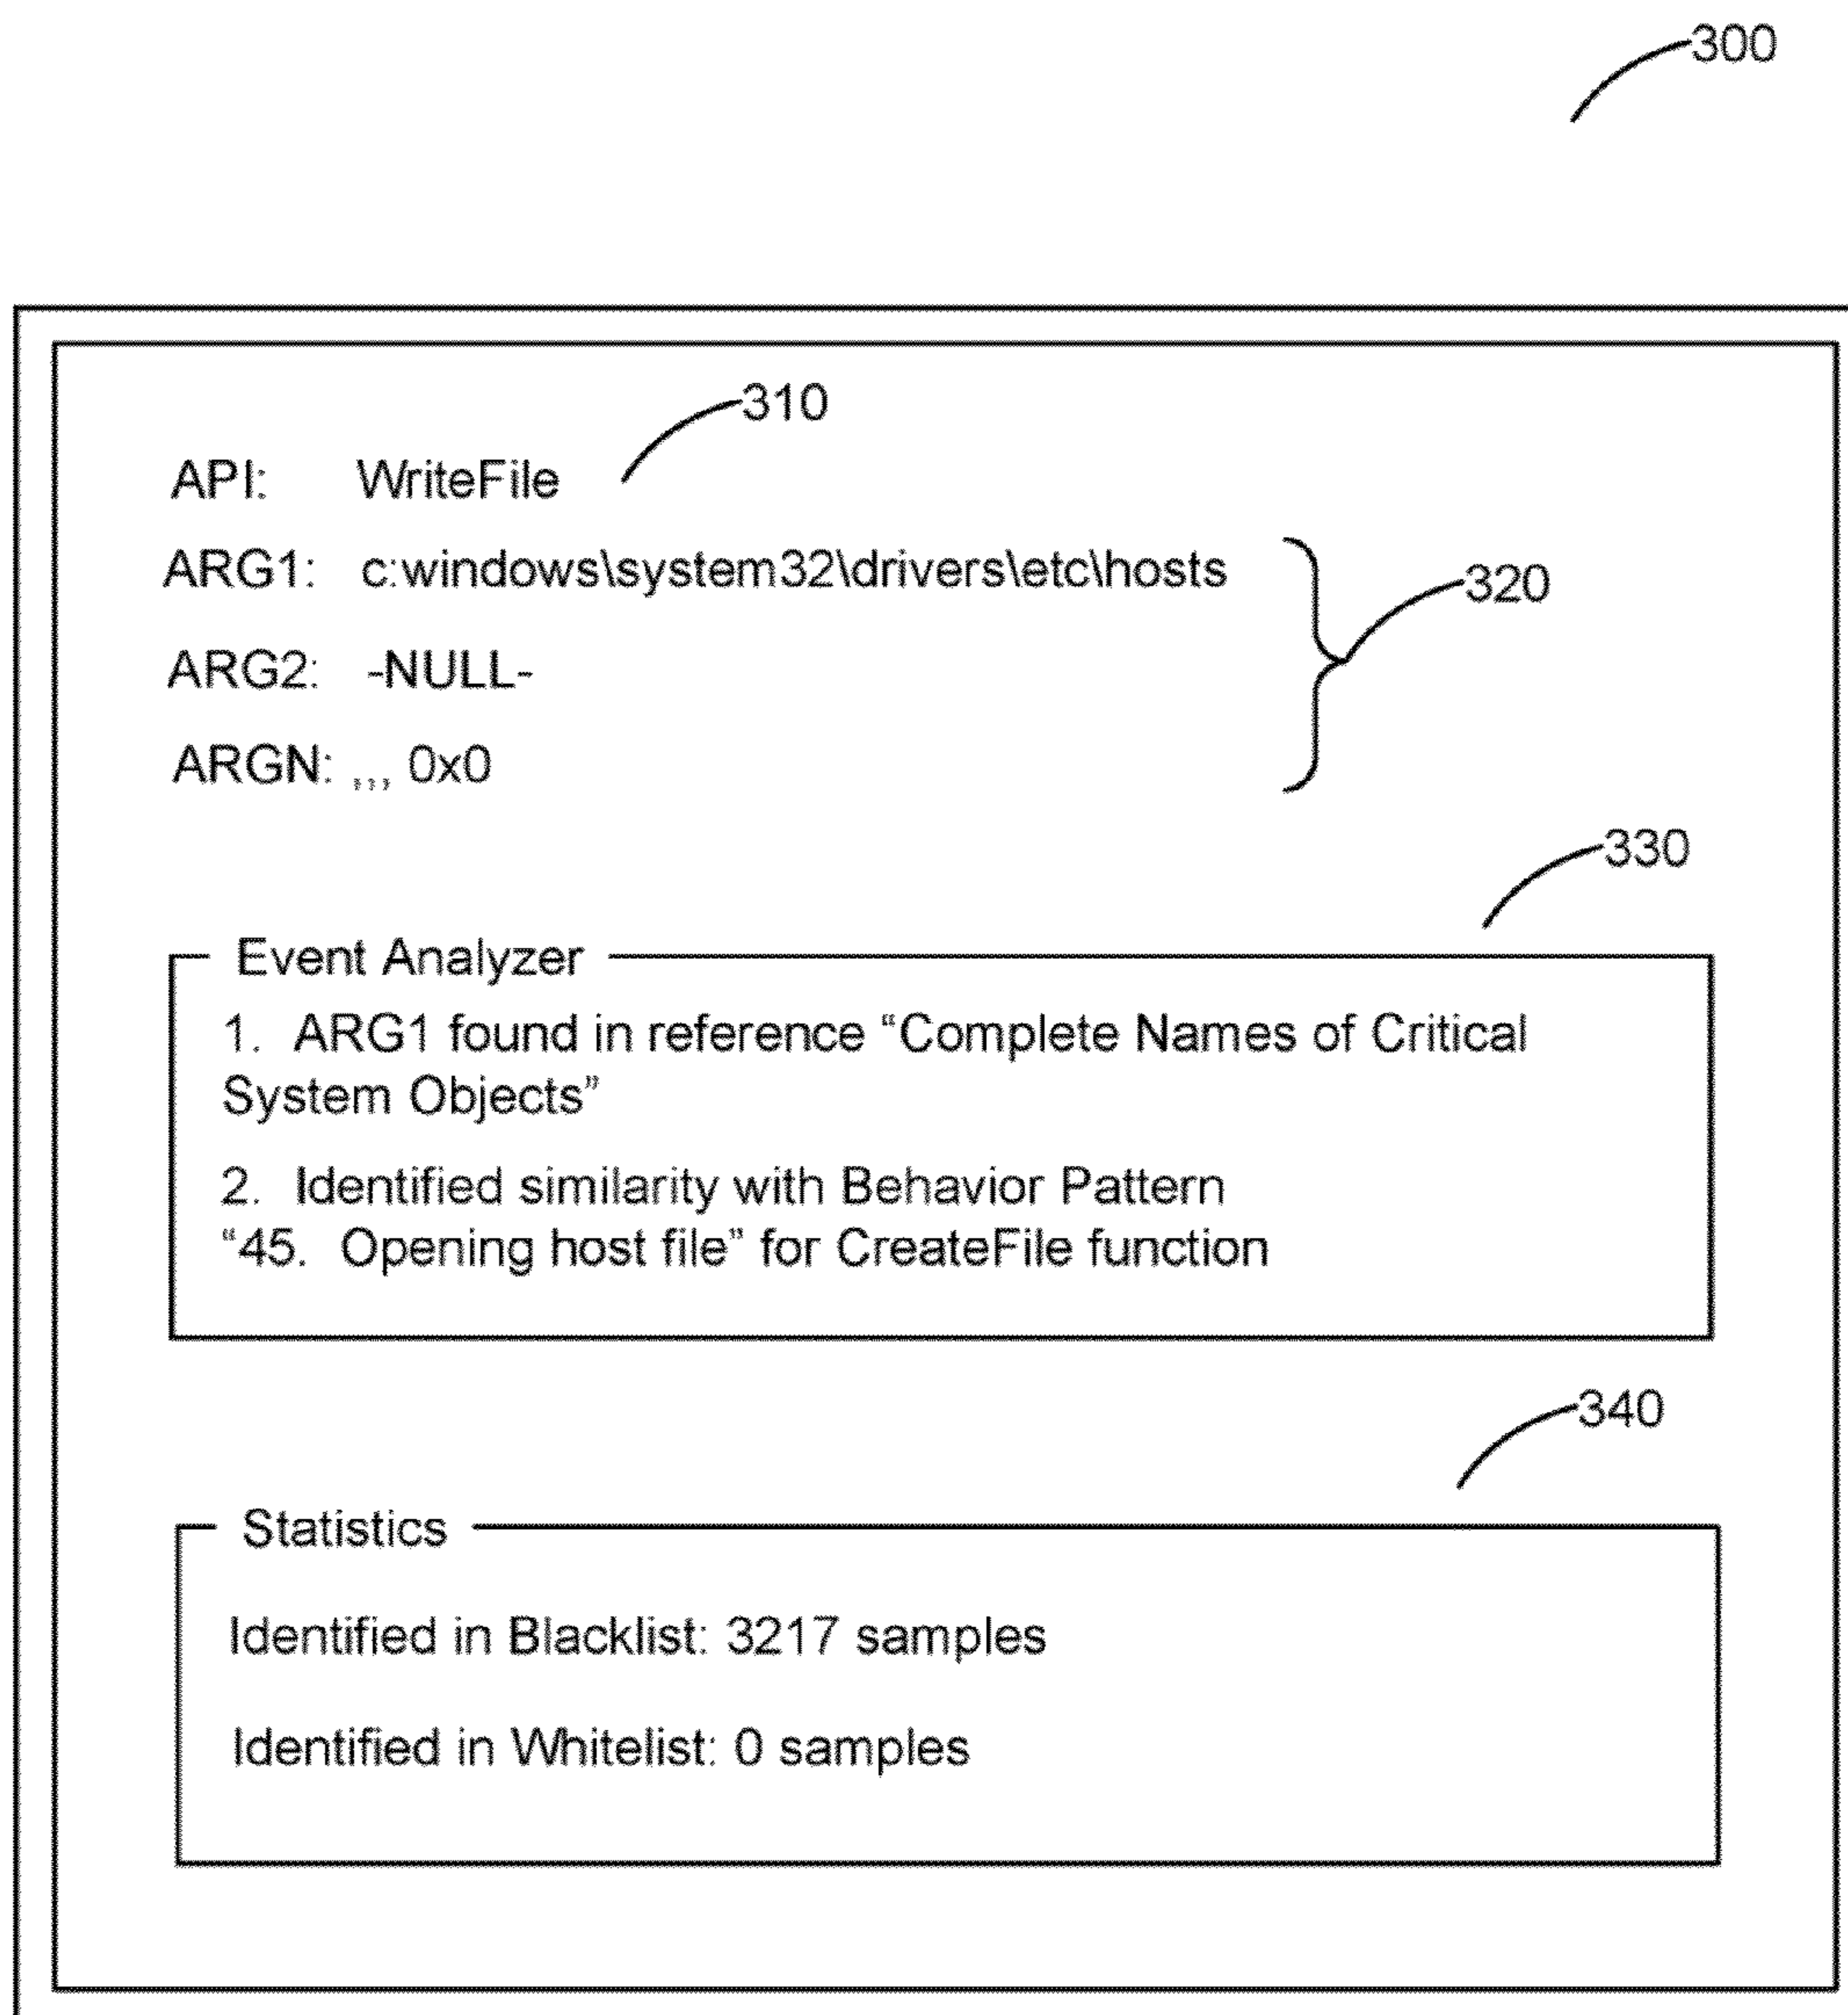 300
310
API: WriteFile
ARG1: c:windows\system32\drivers\etc\hosts
320
ARG2: -NULL-
ARGN: ,,, 0x0
330
Event Analyzer
1. ARG1 found in reference “Complete Names of Critical
System Objects”
2. Identified similarity with Behavior Pattern
“45. Opening host file” for CreateFile function
340
Statistics
Identified in Blacklist: 3217 samples
Identified in Whitelist: 0 samples